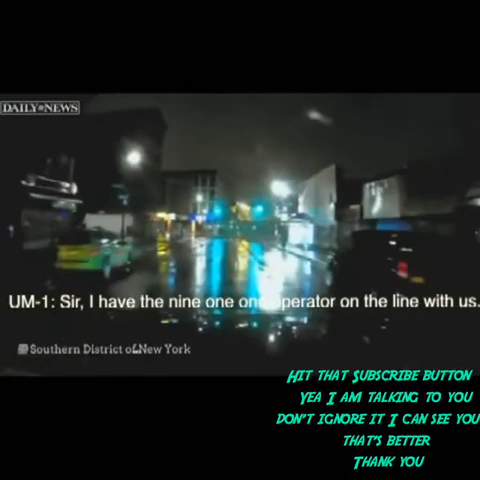 DAILY NEWS
UM-1: Sir, I have the nine one one operator on the line with us.
Southern District of New York
Hit that Subscribe button
Yea I am talking to you
don't ignore it I can see you
that's better
Thank you